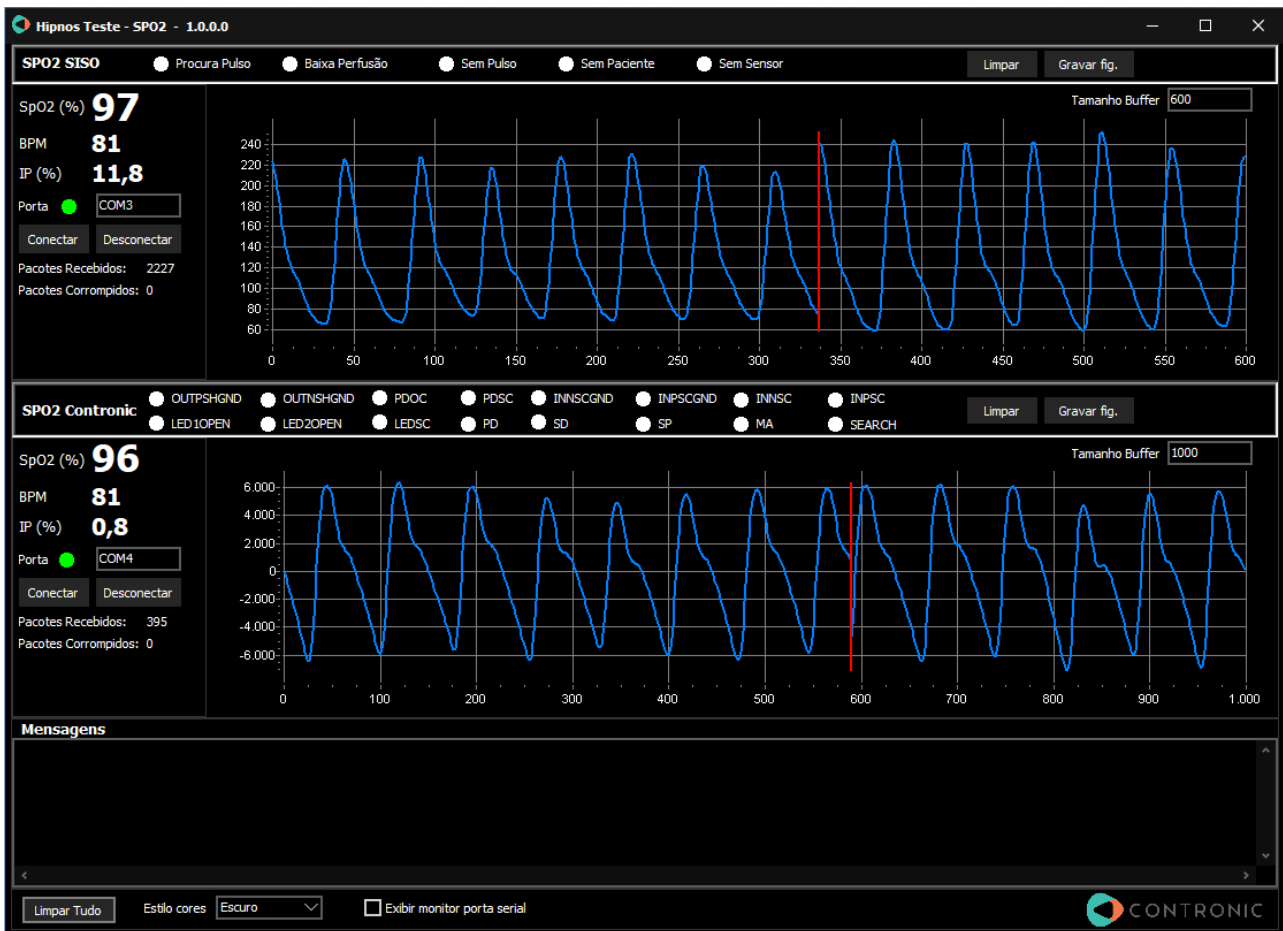 Hipnos Teste - SPO2 - 1.0.0.0
SPO2 SISO Procura Pulso Baixa Perfusão Sem Pulso Sem Paciente Sem Sensor Limpar Gravar fig.
SpO2 (%) 97
BPM 81
IP (%) 11,8
Porta COM3
Conectar Desconectar
Pacotes Recebidos: 2227
Pacotes Corrompidos: 0
Tamanho Buffer 600
240
220
200
180
160
140
120
100
80
60
0 50 100 150 200 250 300 350 400 450 500 550 600
SPO2 Contronic
OUTPSHGND OUTNSHGND PDOC PDSC INNSCGND INPSCGND INNSC INPSC
LED1OPEN LED2OPEN LEDSC PD SD SP MA SEARCH
Limpar Gravar fig.
SpO2 (%) 96
BPM 81
IP (%) 0,8
Porta COM4
Conectar Desconectar
Pacotes Recebidos: 395
Pacotes Corrompidos: 0
Tamanho Buffer 1000
6.000
4.000
2.000
0
-2.000
-4.000
-6.000
0 100 200 300 400 500 600 700 800 900 1.000
Mensagens
Limpar Tudo Estilo cores Escuro Exibir monitor porta serial CONTRONIC